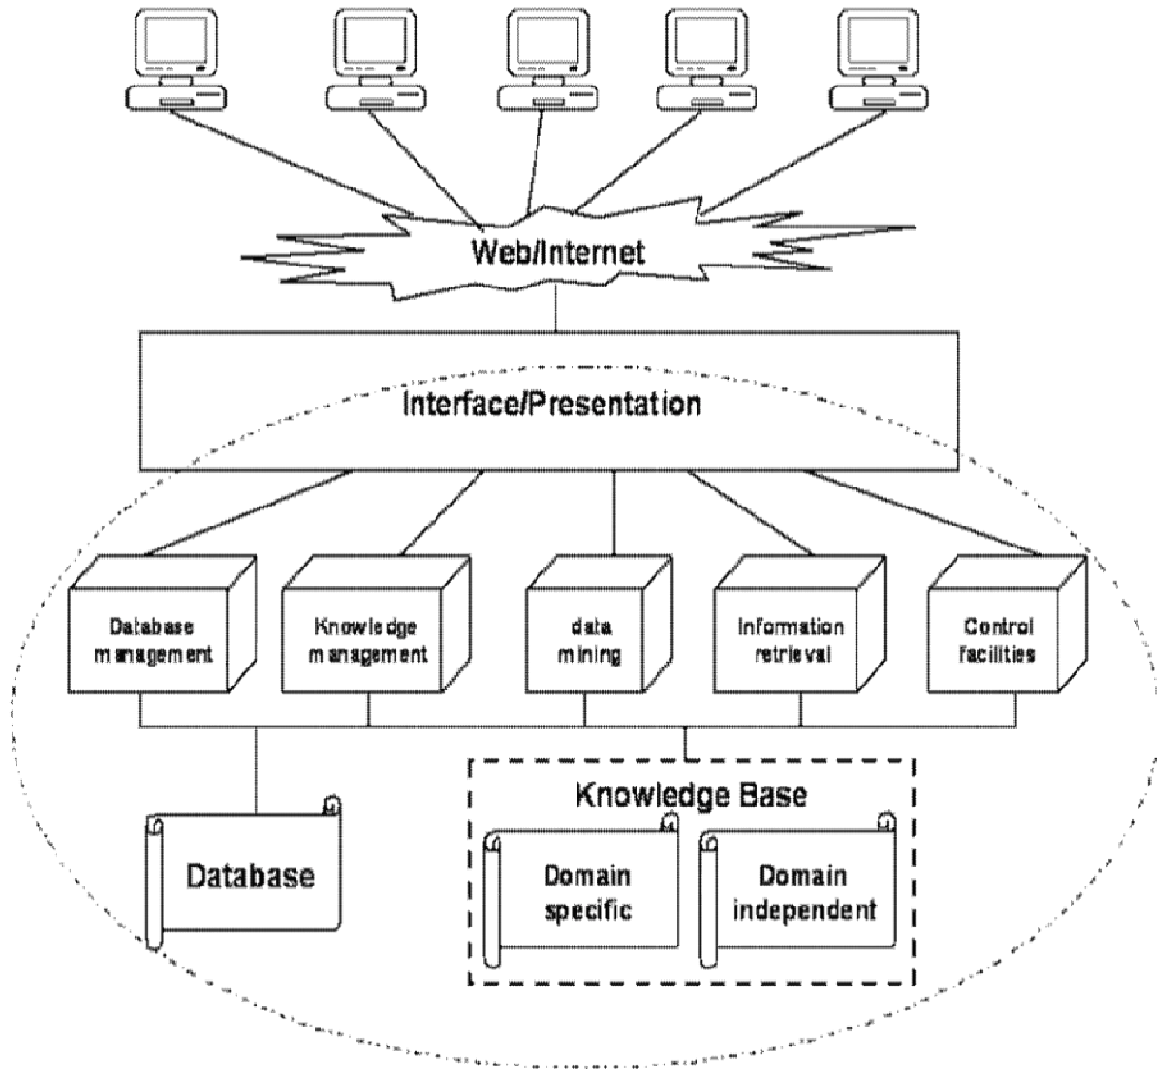 Web/Internet
Interface/Presentation
Database
management
Knowledge
management
data
mining
Information
retrieval
Control
facilities
Knowledge Base
Database
Domain
specific
Domain
independent